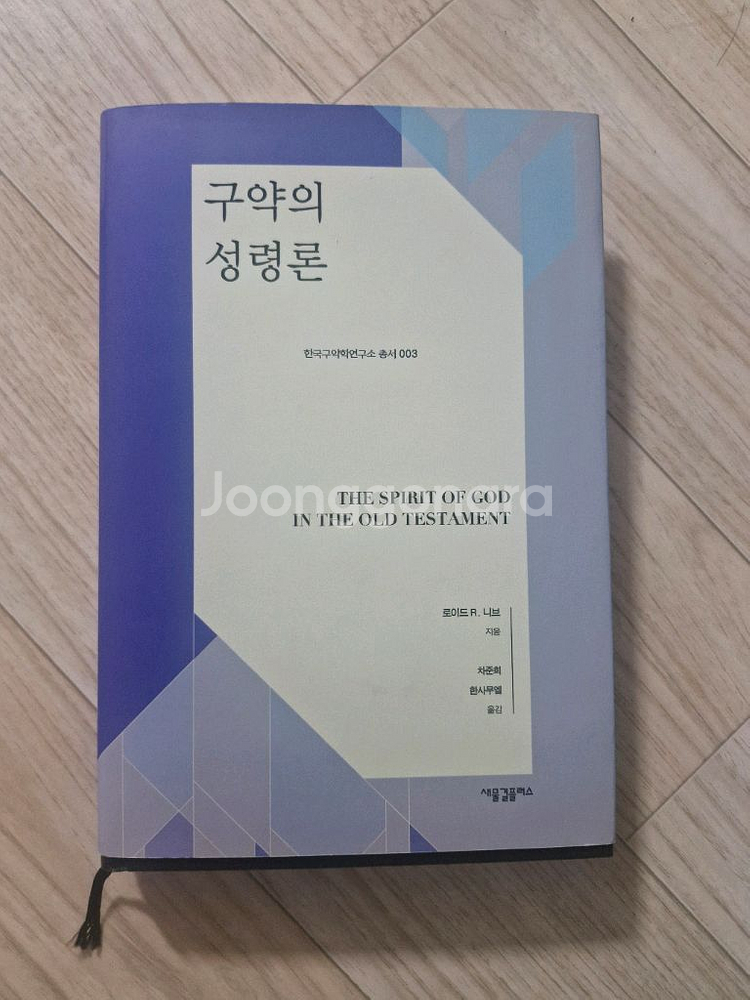 구약의
성령론
한국구약학연구소 총서 003
Joonggonara
THE SPIRIT OF GOD
IN THE OLD TESTAMENT
로이드 R. 니브
지음
차준희
한사무엘
옮김
새물결플러스